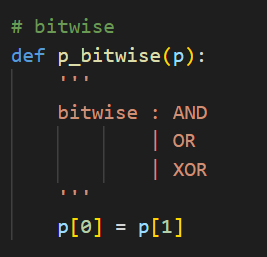 # bitwise
def p_bitwise(p):
    '''
    bitwise : AND
            | OR
            | XOR
    '''
    p[0] = p[1]